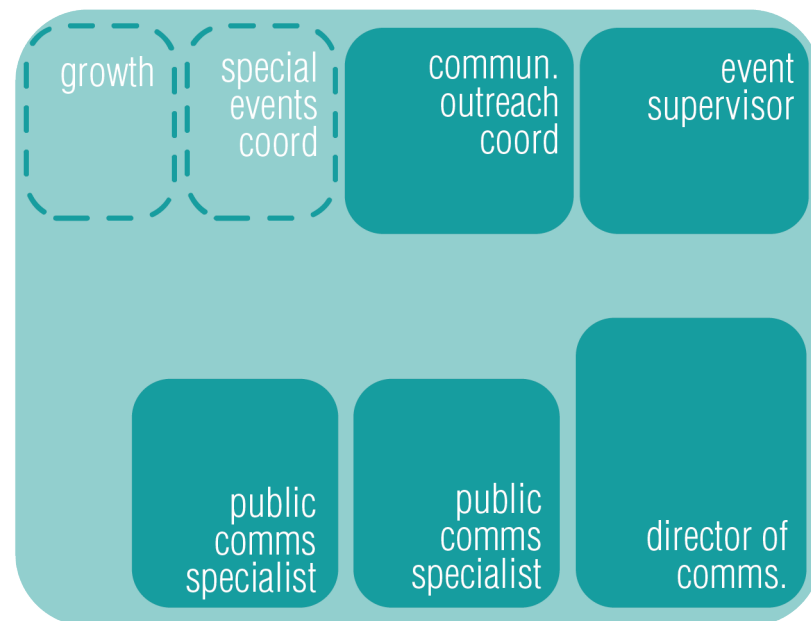 growth
special
events
coord
commun.
outreach
coord
event
supervisor
public
comms
specialist
public
comms
specialist
director of
comms.